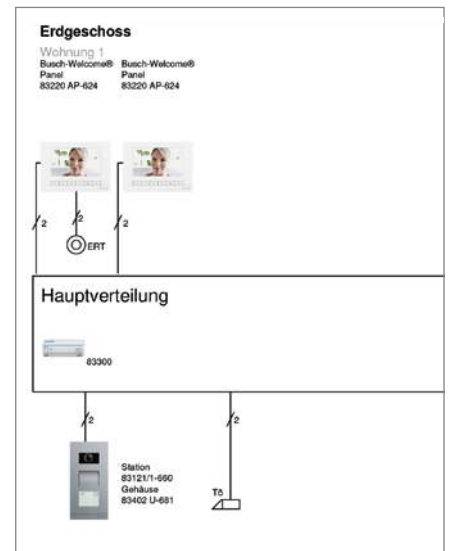 Erdgeschoss
Wohnung 1
Busch-Welcome® Busch-Welcome®
Panel Panel
83220 AP-624 83220 AP-624
2 2 2
ERT
Hauptverteilung
83300
2 2
Station
83121/1-660
Gehäuse
83402 U-681
TÖ